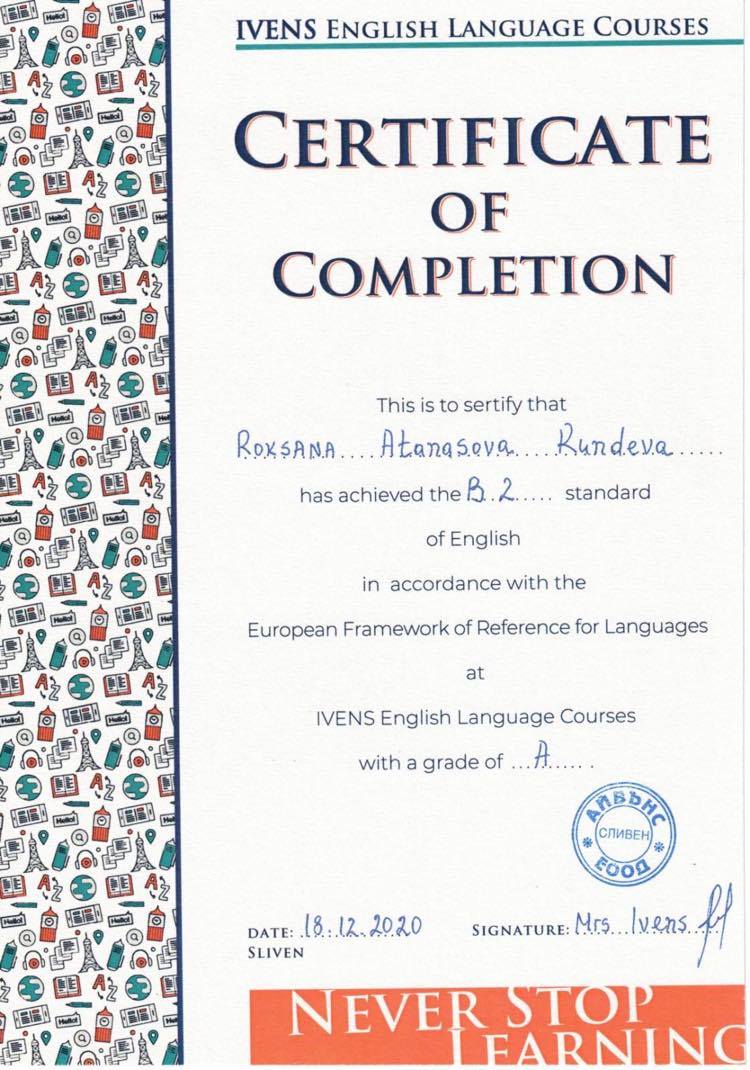 IVENS ENGLISH LANGUAGE COURSES
CERTIFICATE
OF
COMPLETION
This is to sertify that
ROXSANA.... Atanasova.... Rundeva......
has achieved the B.2..... standard
of English
in accordance with the
European Framework of Reference for Languages
at
IVENS English Language Courses
with a grade of ...A......
АЙВЪНС
СЛИВЕН
ЕООД
DATE: 18.12.2020 SIGNATURE: Mrs...Ivens
SLIVEN
NEVER STOP
LEARNING